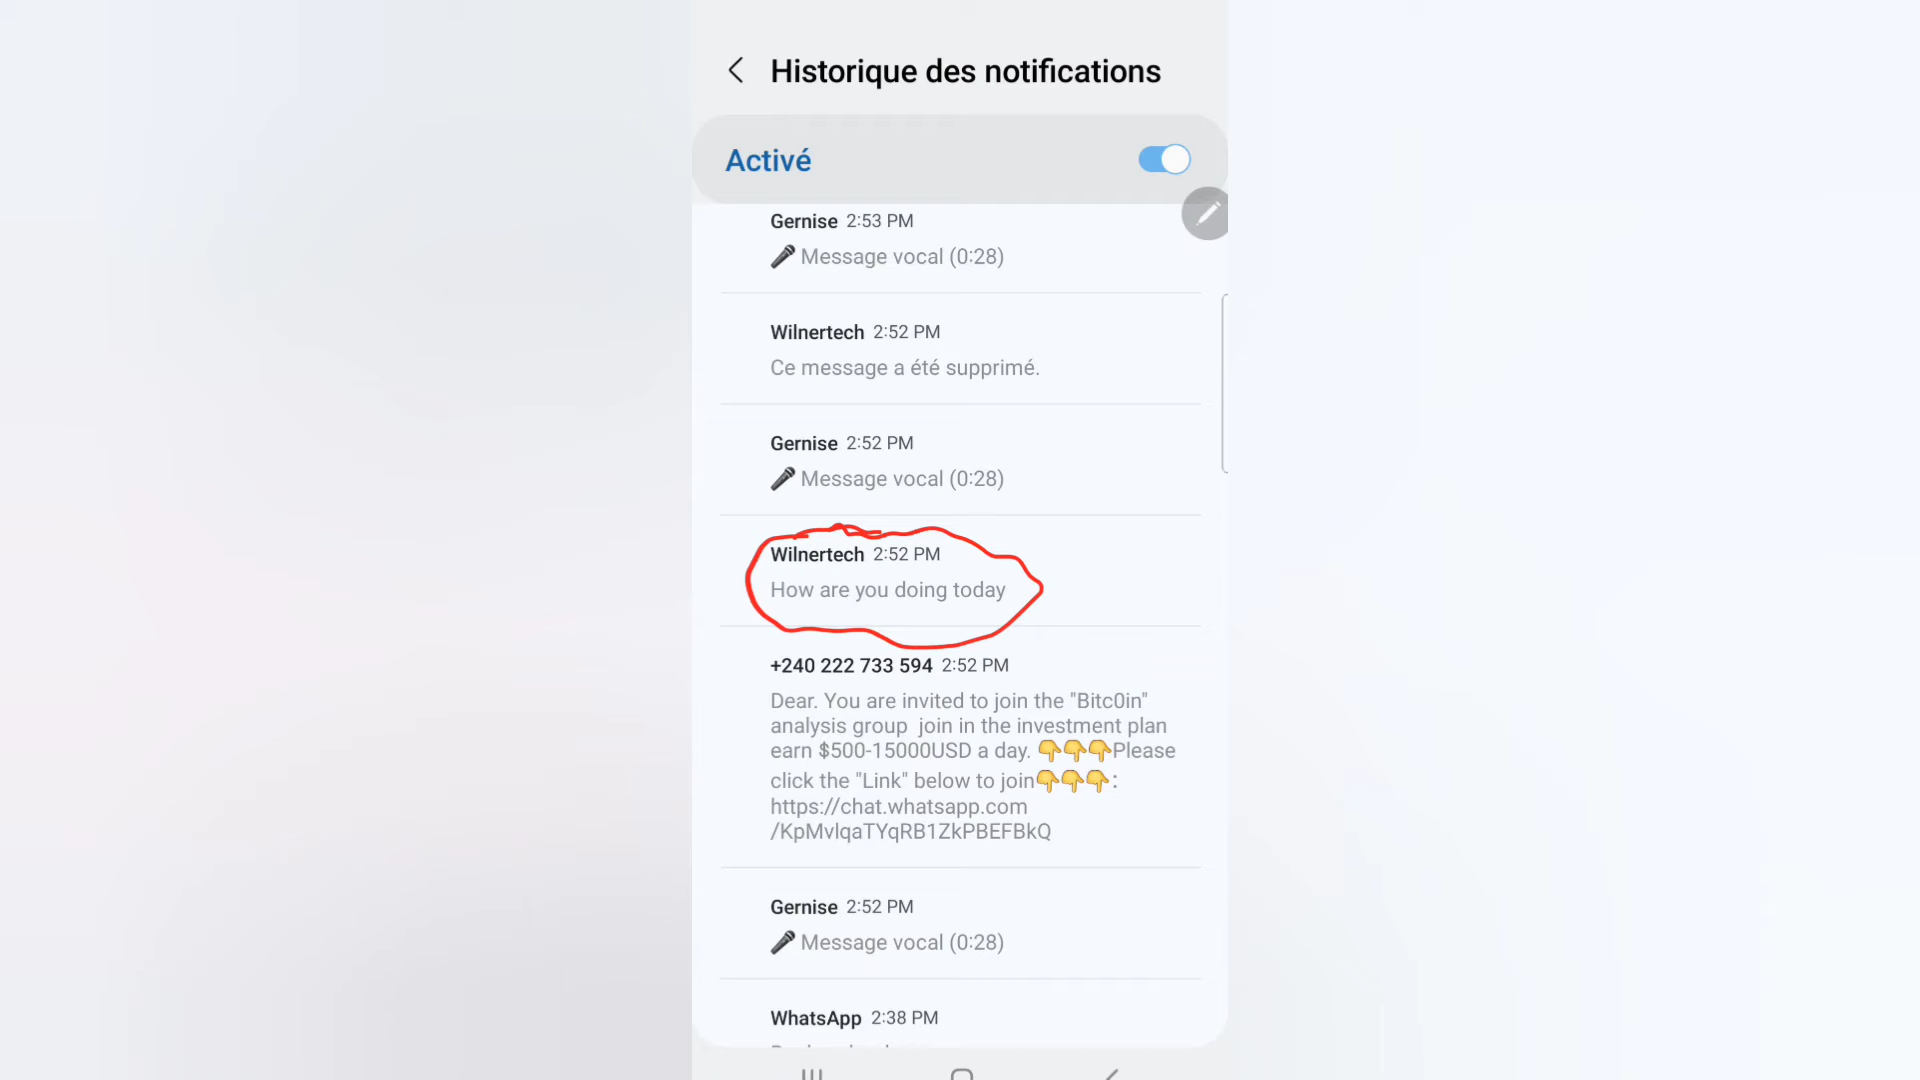 Historique des notifications
Activé
Gernise 2:53 PM
🎤 Message vocal (0:28)
Wilnertech 2:52 PM
Ce message a été supprimé.
Gernise 2:52 PM
🎤 Message vocal (0:28)
Wilnertech 2:52 PM
How are you doing today
+240 222 733 594 2:52 PM
Dear. You are invited to join the "Bitc0in"
analysis group  join in the investment plan
earn $500-15000USD a day. 👇👇👇Please
click the "Link" below to join👇👇👇:
https://chat.whatsapp.com
/KpMvlqaTYqRB1ZkPBEFBkQ
Gernise 2:52 PM
🎤 Message vocal (0:28)
WhatsApp 2:38 PM